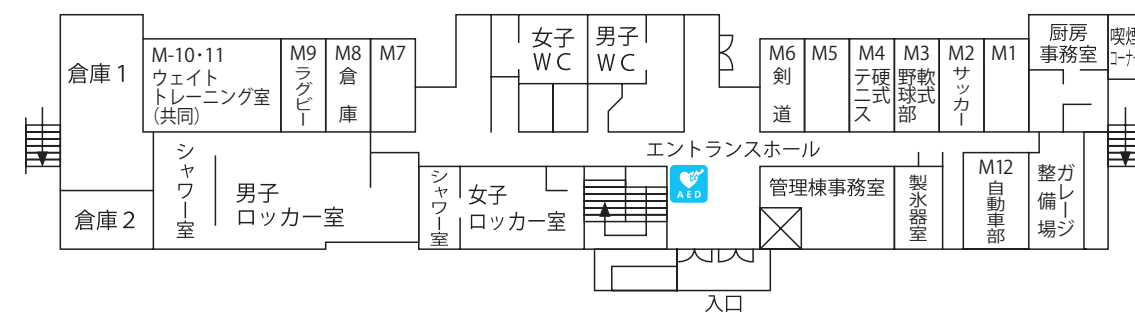 倉庫1
M-10・11
ウェイト
トレーニング室
(共同)
M9
ラグビー
M8
倉庫
M7
女子
WC
男子
WC
M6
剣道
M5
M4
硬式
テニス
M3
軟式
野球部
M2
サッカー
M1
厨房
事務室
喫煙
コーナー
エントランスホール
倉庫2
シャワー室
男子
ロッカー室
シャワー室
女子
ロッカー室
AED
管理棟事務室
製氷器室
M12
自動車部
ガレージ
整備場
入口